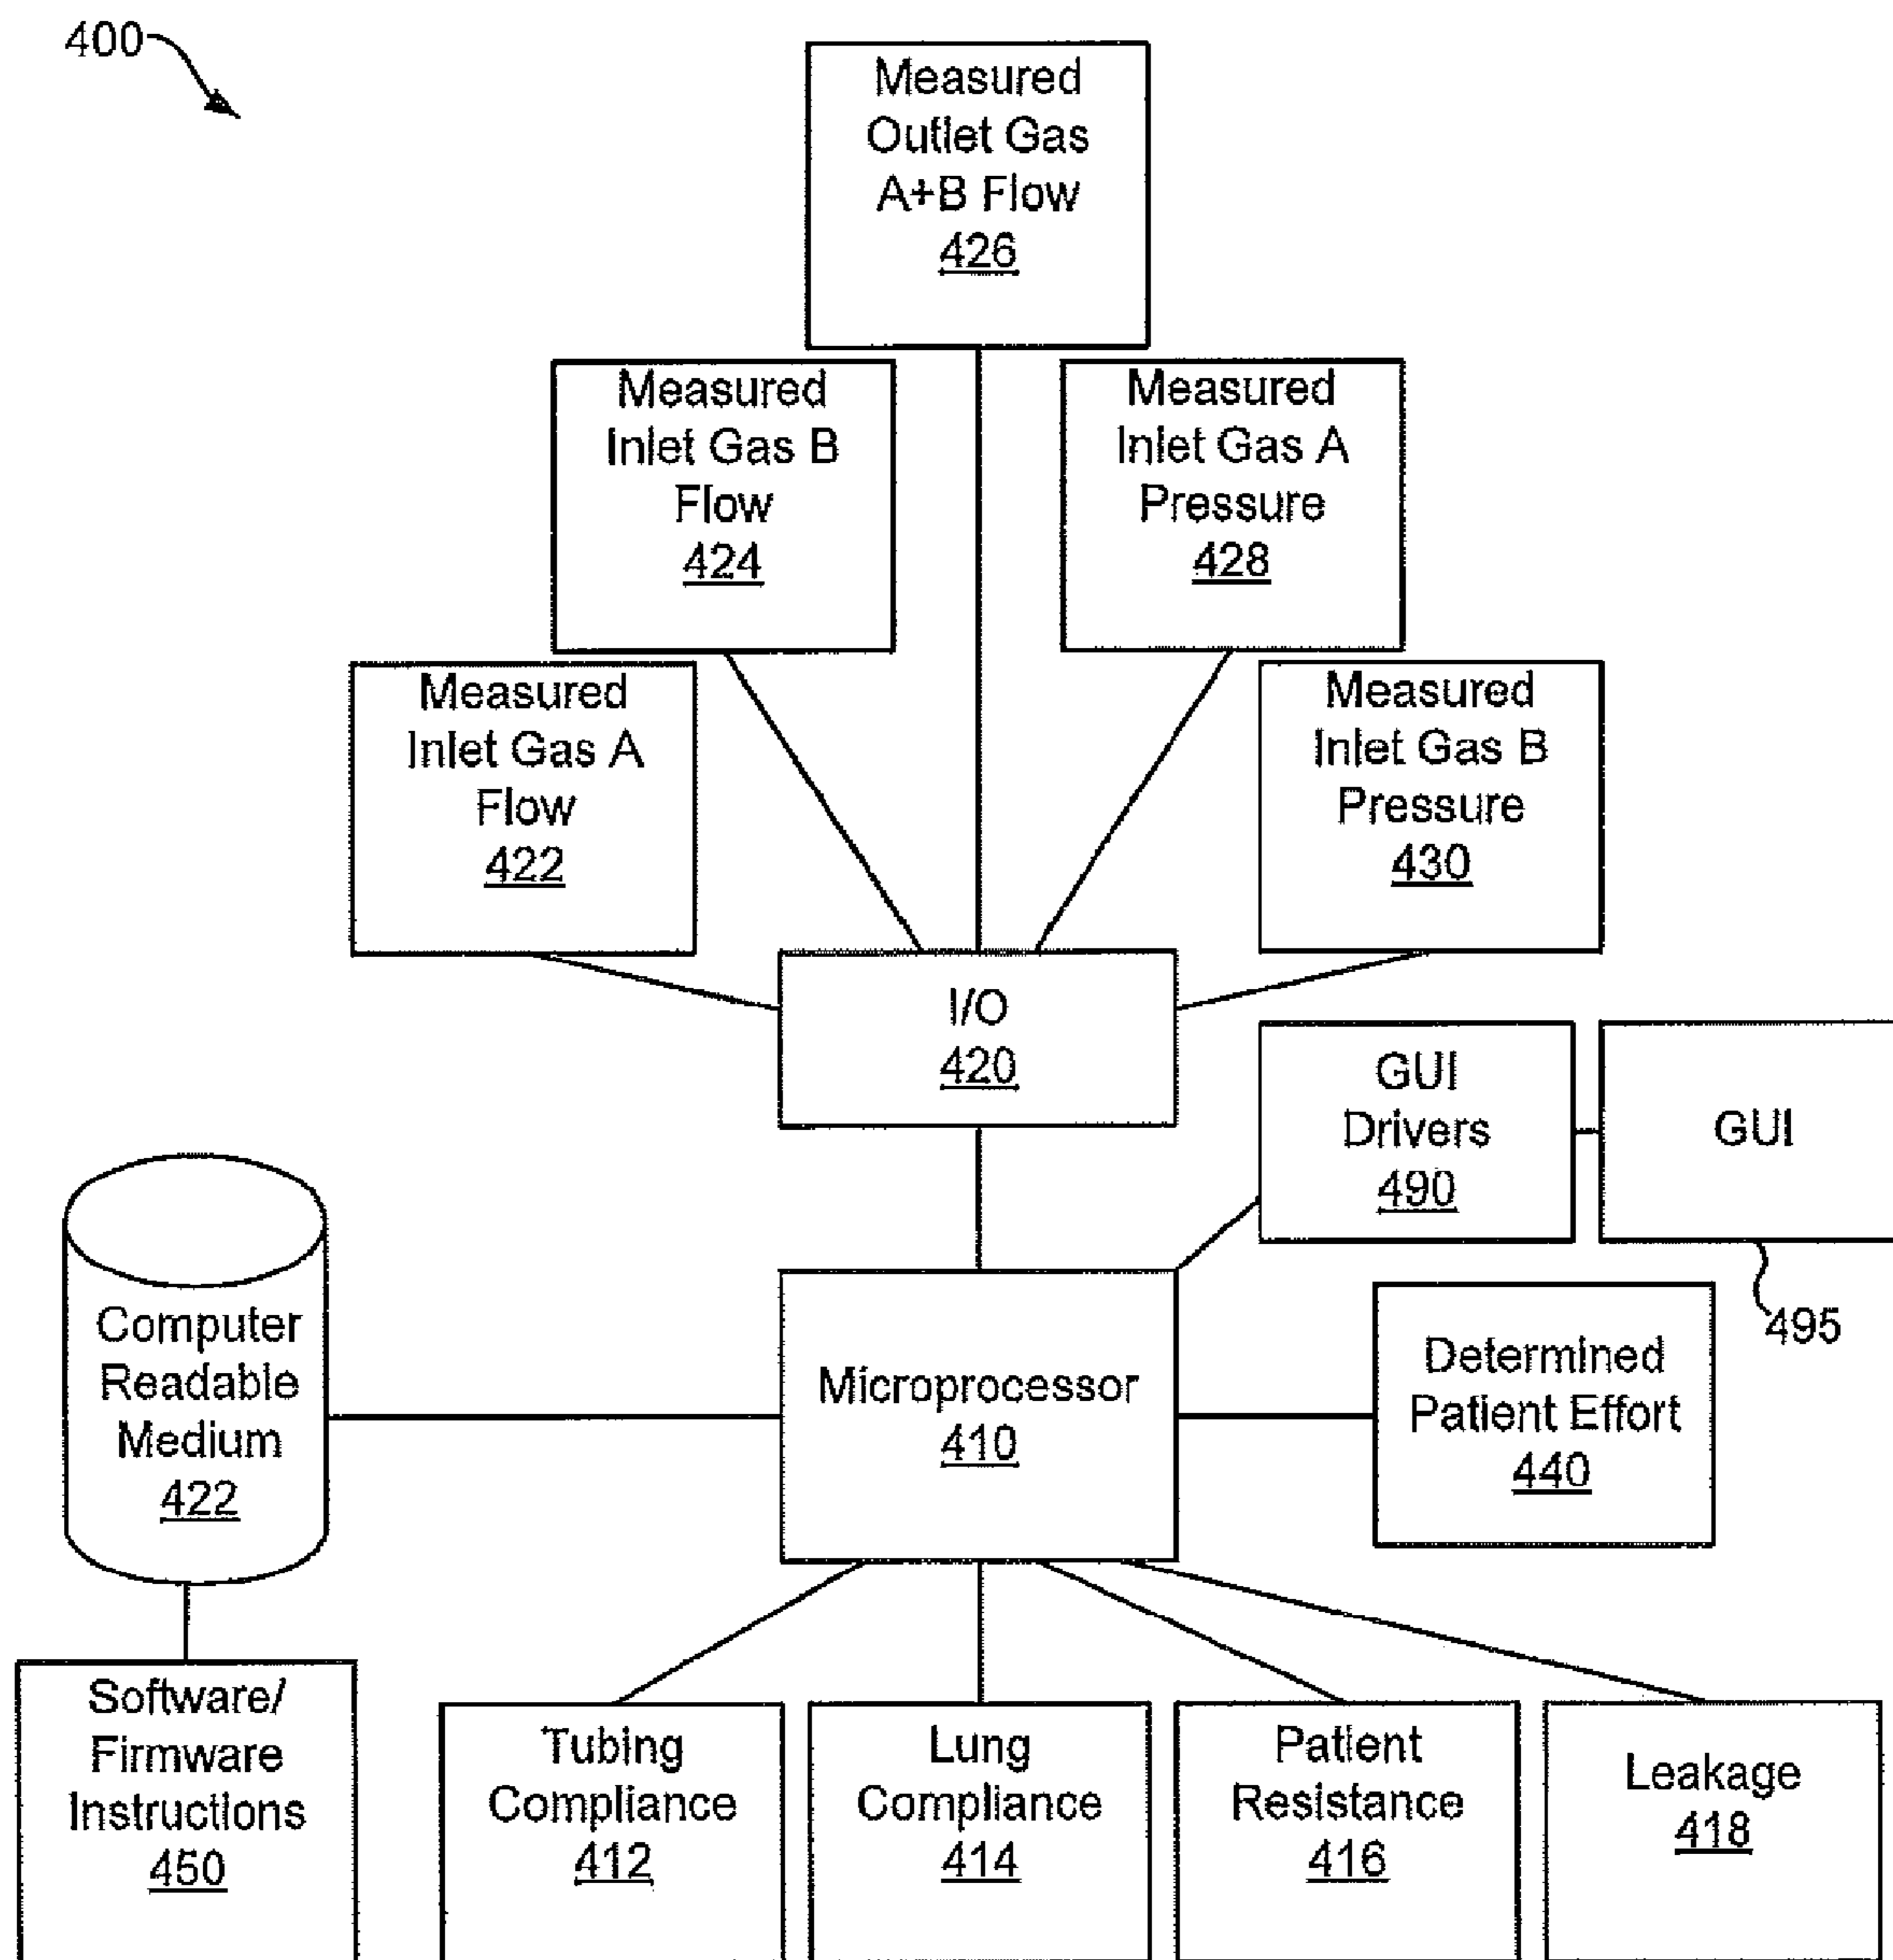 400
Measured
Outlet Gas
A+B Flow
426
Measured
Inlet Gas B
Flow
424
Measured
Inlet Gas A
Pressure
428
Measured
Inlet Gas A
Flow
422
Measured
Inlet Gas B
Pressure
430
I/O
420
GUI
Drivers
490
GUI
495
Computer
Readable
Medium
422
Microprocessor
410
Determined
Patient Effort
440
Software/
Firmware
Instructions
450
Tubing
Compliance
412
Lung
Compliance
414
Patient
Resistance
416
Leakage
418